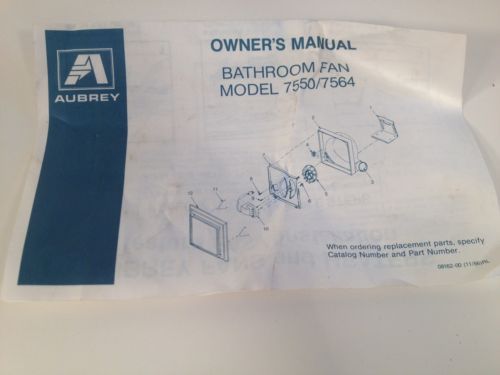 AUBREY
OWNER'S MANUAL
BATHROOM FAN
MODEL 7550/7564
When ordering replacement parts, specify
Catalog Number and Part Number.